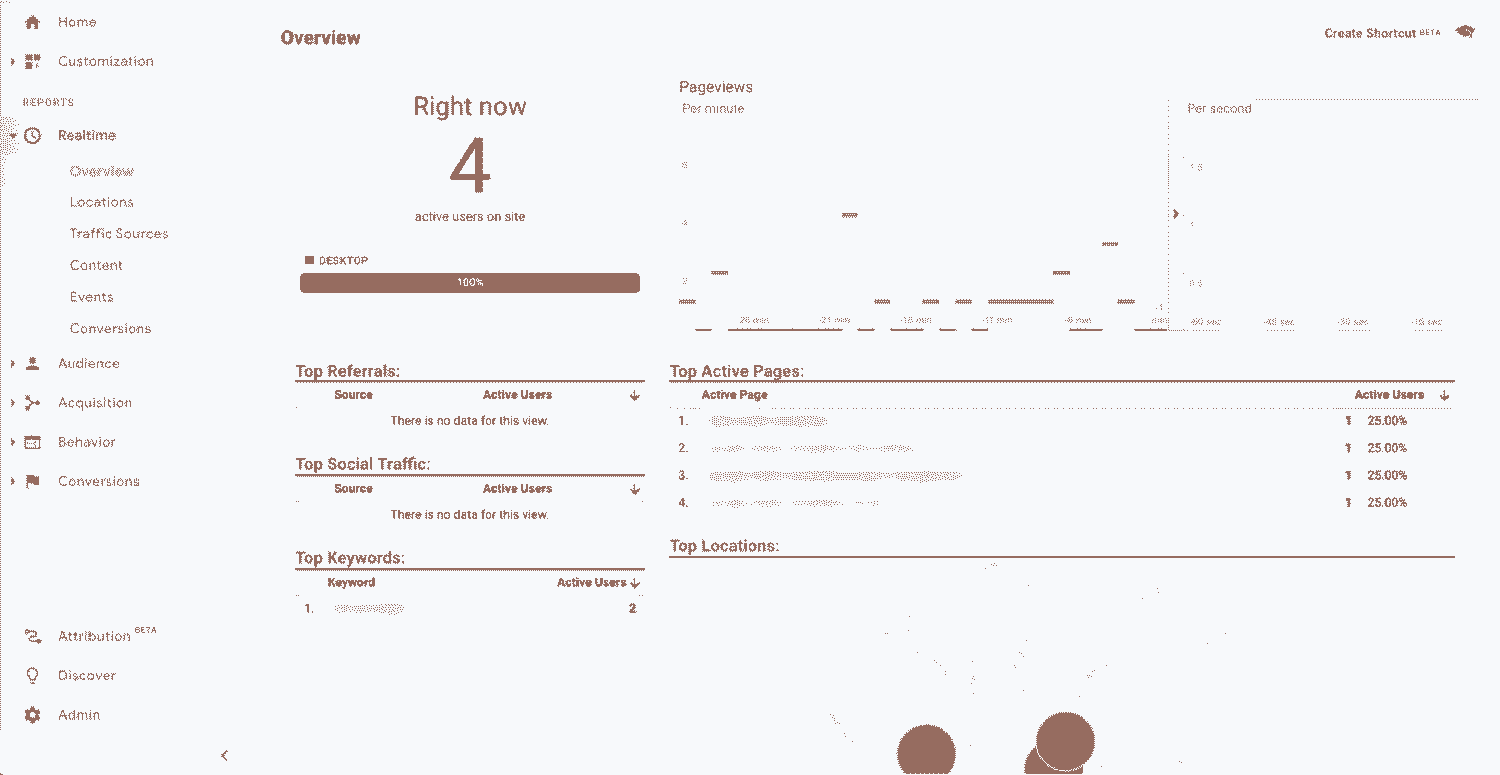 Home
Customization
REPORTS
Realtime
Overview
Locations
Traffic Sources
Content
Events
Conversions
Audience
Acquisition
Behavior
Conversions
Attribution BETA
Discover
Admin
Overview
Create Shortcut BETA
Right now
4
active users on site
DESKTOP
100%
Pageviews
Per minute
Per second
6
4
2
1.5
1
0.5
-1
-26 min -21 min -16 min -11 min -6 min
-60 sec -45 sec -30 sec -15 sec
Top Referrals:
Source Active Users
There is no data for this view.
Top Social Traffic:
Source Active Users
There is no data for this view.
Top Keywords:
Keyword Active Users
1. 2
Top Active Pages:
Active Page Active Users
1. 1 25.00%
2. 1 25.00%
3. 1 25.00%
4. 1 25.00%
Top Locations: